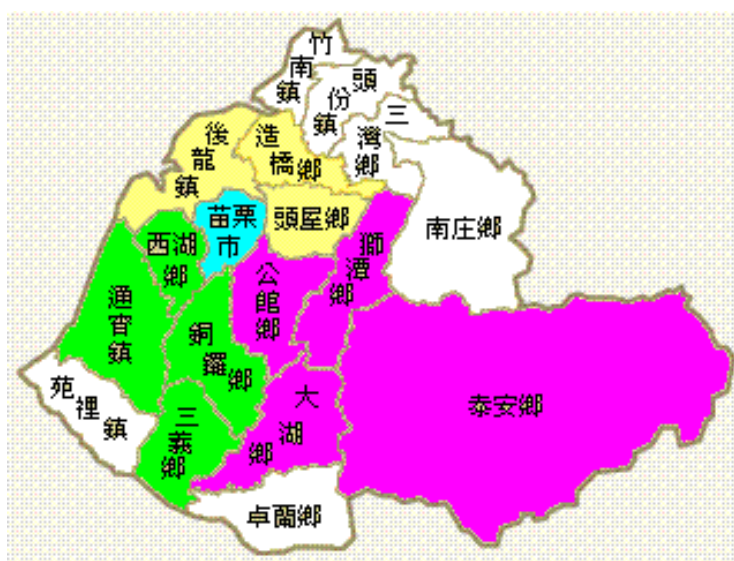 竹南鎮
頭份鎮
三灣鄉
後龍鎮
造橋鄉
苗栗市
頭屋鄉
南庄鄉
西湖鄉
獅潭鄉
通宵鎮
公館鄉
銅鑼鄉
苑裡鎮
三義鄉
大湖鄉
泰安鄉
卓蘭鄉